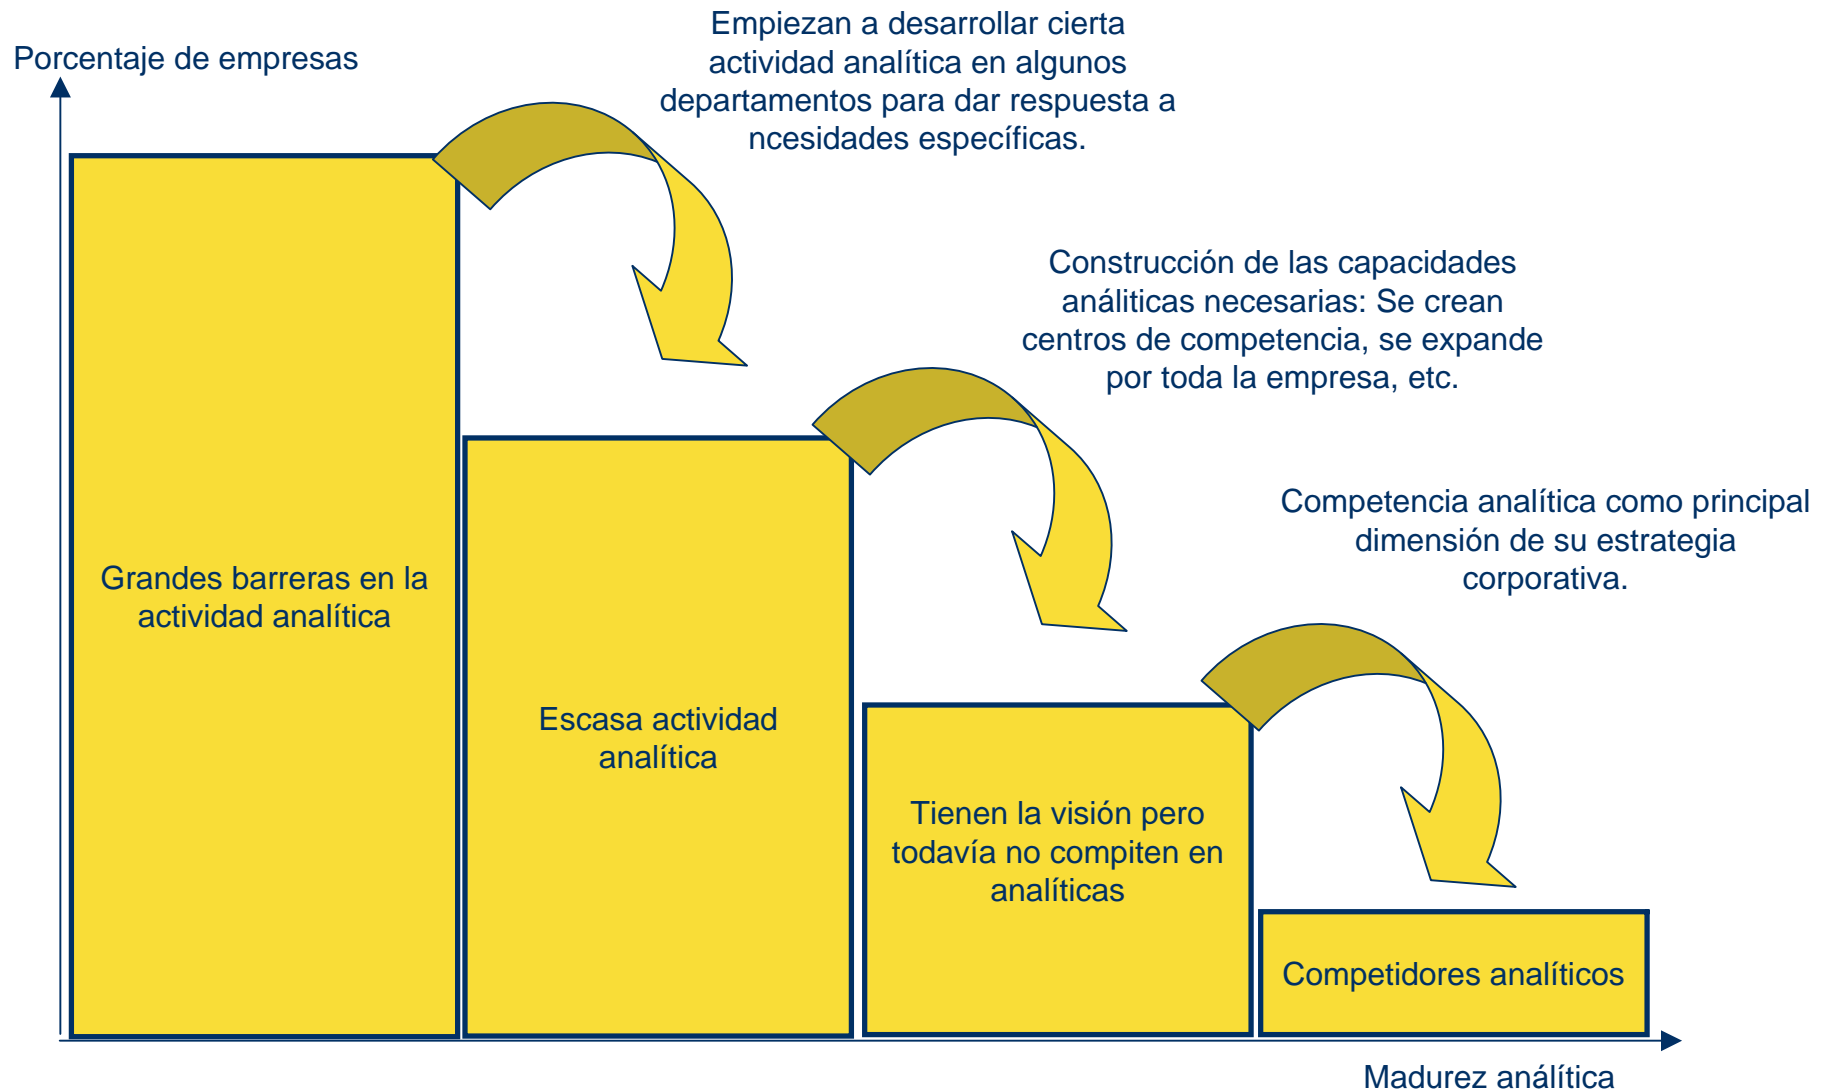 Porcentaje de empresas
Empiezan a desarrollar cierta
actividad analítica en algunos
departamentos para dar respuesta a
ncesidades específicas.
Construcción de las capacidades
análiticas necesarias: Se crean
centros de competencia, se expande
por toda la empresa, etc.
Competencia analítica como principal
dimensión de su estrategia
corporativa.
Grandes barreras en la
actividad analítica
Escasa actividad
analítica
Tienen la visión pero
todavía no compiten en
analíticas
Competidores analíticos
Madurez análítica